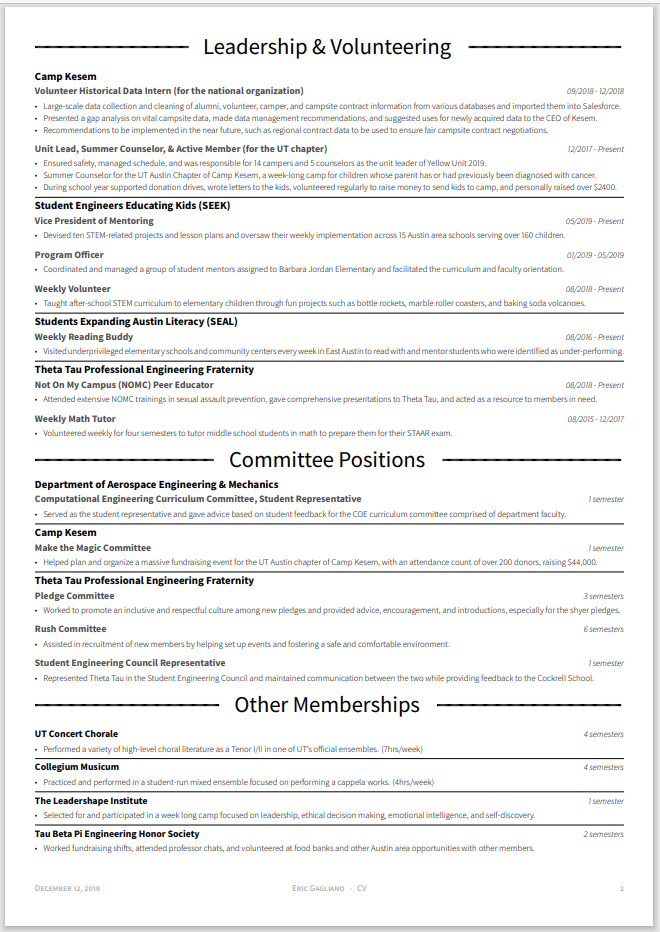 Leadership & Volunteering
Camp Kesem
Volunteer Historical Data Intern (for the national organization) 09/2018 - 12/2018
• Large-scale data collection and cleaning of alumni, volunteer, camper, and campsite contract information from various databases and imported them into Salesforce.
• Presented a gap analysis on vital campsite data, made data management recommendations, and suggested uses for newly acquired data to the CEO of Kesem.
• Recommendations to be implemented in the near future, such as regional contract data to be used to ensure fair campsite contract negotiations.
Unit Lead, Summer Counselor, & Active Member (for the UT chapter) 12/2017 - Present
• Ensured safety, managed schedule, and was responsible for 14 campers and 5 counselors as the unit leader of Yellow Unit 2019.
• Summer Counselor for the UT Austin Chapter of Camp Kesem, a week-long camp for children whose parent has or had previously been diagnosed with cancer.
• During school year supported donation drives, wrote letters to the kids, volunteered regularly to raise money to send kids to camp, and personally raised over $2400.
Student Engineers Educating Kids (SEEK)
Vice President of Mentoring 05/2019 - Present
• Devised ten STEM-related projects and lesson plans and oversaw their weekly implementation across 15 Austin area schools serving over 160 children.
Program Officer 01/2019 - 05/2019
• Coordinated and managed a group of student mentors assigned to Barbara Jordan Elementary and facilitated the curriculum and faculty orientation.
Weekly Volunteer 08/2018 - Present
• Taught after-school STEM curriculum to elementary children through fun projects such as bottle rockets, marble roller coasters, and baking soda volcanoes.
Students Expanding Austin Literacy (SEAL)
Weekly Reading Buddy 08/2016 - Present
• Visited underprivileged elementary schools and community centers every week in East Austin to read with and mentor students who were identified as under-performing.
Theta Tau Professional Engineering Fraternity
Not On My Campus (NOMC) Peer Educator 08/2018 - Present
• Attended extensive NOMC trainings in sexual assault prevention, gave comprehensive presentations to Theta Tau, and acted as a resource to members in need.
Weekly Math Tutor 08/2015 - 12/2017
• Volunteered weekly for four semesters to tutor middle school students in math to prepare them for their STAAR exam.
Committee Positions
Department of Aerospace Engineering & Mechanics
Computational Engineering Curriculum Committee, Student Representative 1 semester
• Served as the student representative and gave advice based on student feedback for the COE curriculum committee comprised of department faculty.
Camp Kesem
Make the Magic Committee 1 semester
• Helped plan and organize a massive fundraising event for the UT Austin chapter of Camp Kesem, with an attendance count of over 200 donors, raising $44,000.
Theta Tau Professional Engineering Fraternity
Pledge Committee 3 semesters
• Worked to promote an inclusive and respectful culture among new pledges and provided advice, encouragement, and introductions, especially for the shyer pledges.
Rush Committee 6 semesters
• Assisted in recruitment of new members by helping set up events and fostering a safe and comfortable environment.
Student Engineering Council Representative 1 semester
• Represented Theta Tau in the Student Engineering Council and maintained communication between the two while providing feedback to the Cockrell School.
Other Memberships
UT Concert Chorale 4 semesters
• Performed a variety of high-level choral literature as a Tenor I/II in one of UT's official ensembles. (7hrs/week)
Collegium Musicum 4 semesters
• Practiced and performed in a student-run mixed ensemble focused on performing a cappela works. (4hrs/week)
The Leadershape Institute 1 semester
• Selected for and participated in a week long camp focused on leadership, ethical decision making, emotional intelligence, and self-discovery.
Tau Beta Pi Engineering Honor Society 2 semesters
• Worked fundraising shifts, attended professor chats, and volunteered at food banks and other Austin area opportunities with other members.
December 12, 2019 Eric Gagliano · CV 2